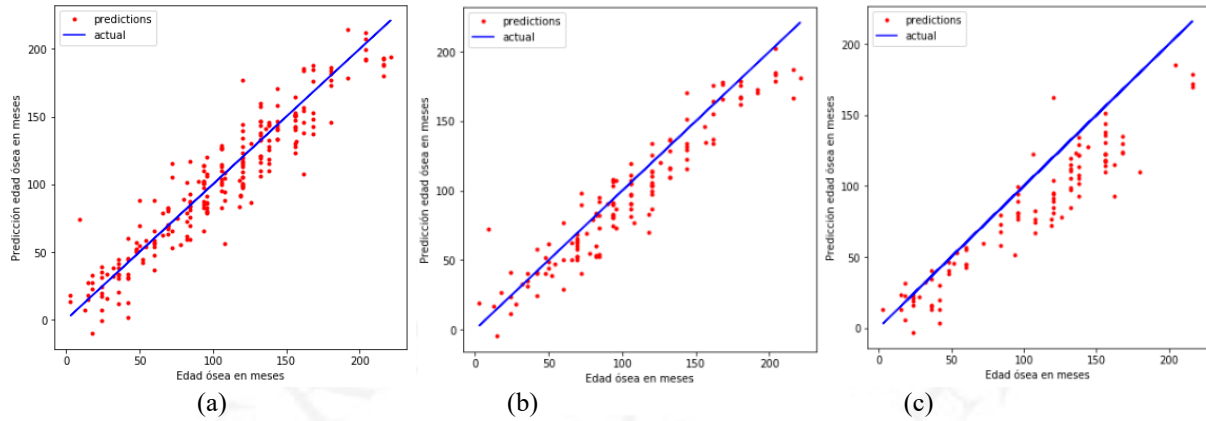 predictions
actual
200
150
100
50
0
Predicción edad ósea en meses
0 50 100 150 200
Edad ósea en meses
(a)
predictions
actual
200
150
100
50
0
Predicción edad ósea en meses
0 50 100 150 200
Edad ósea en meses
(b)
predictions
actual
200
150
100
50
0
Predicción edad ósea en meses
0 50 100 150 200
Edad ósea en meses
(c)